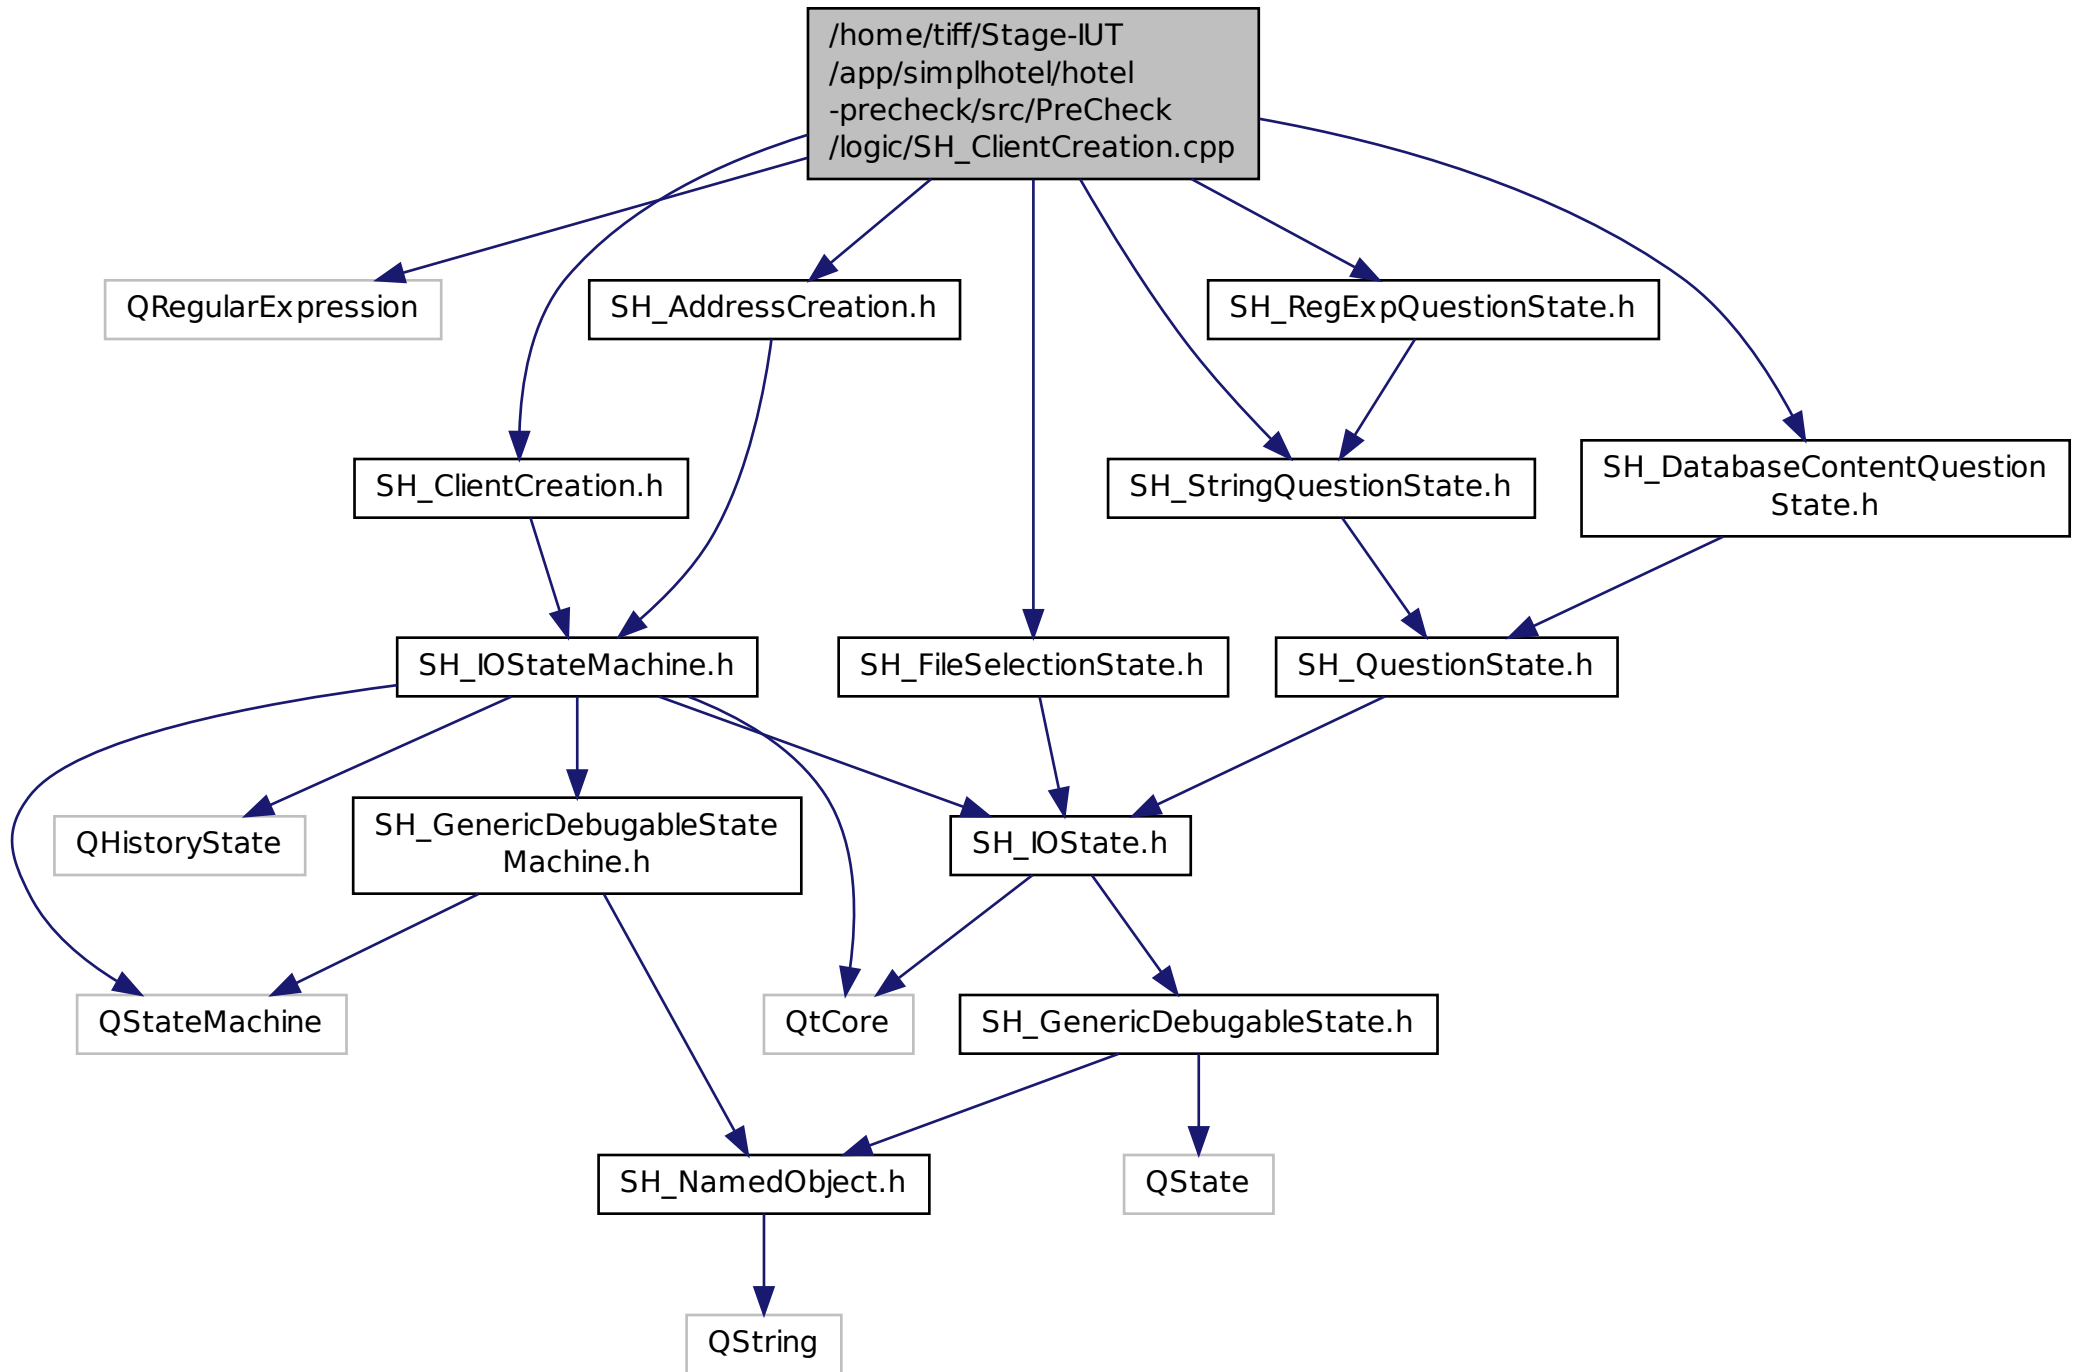 /home/tiff/Stage-IUT
/app/simplhotel/hotel
-precheck/src/PreCheck
/logic/SH_ClientCreation.cpp
QRegularExpression
SH_AddressCreation.h
SH_RegExpQuestionState.h
SH_ClientCreation.h
SH_StringQuestionState.h
SH_DatabaseContentQuestion
State.h
SH_IOStateMachine.h
SH_FileSelectionState.h
SH_QuestionState.h
QHistoryState
SH_GenericDebugableState
Machine.h
SH_IOState.h
QStateMachine
QtCore
SH_GenericDebugableState.h
SH_NamedObject.h
QState
QString